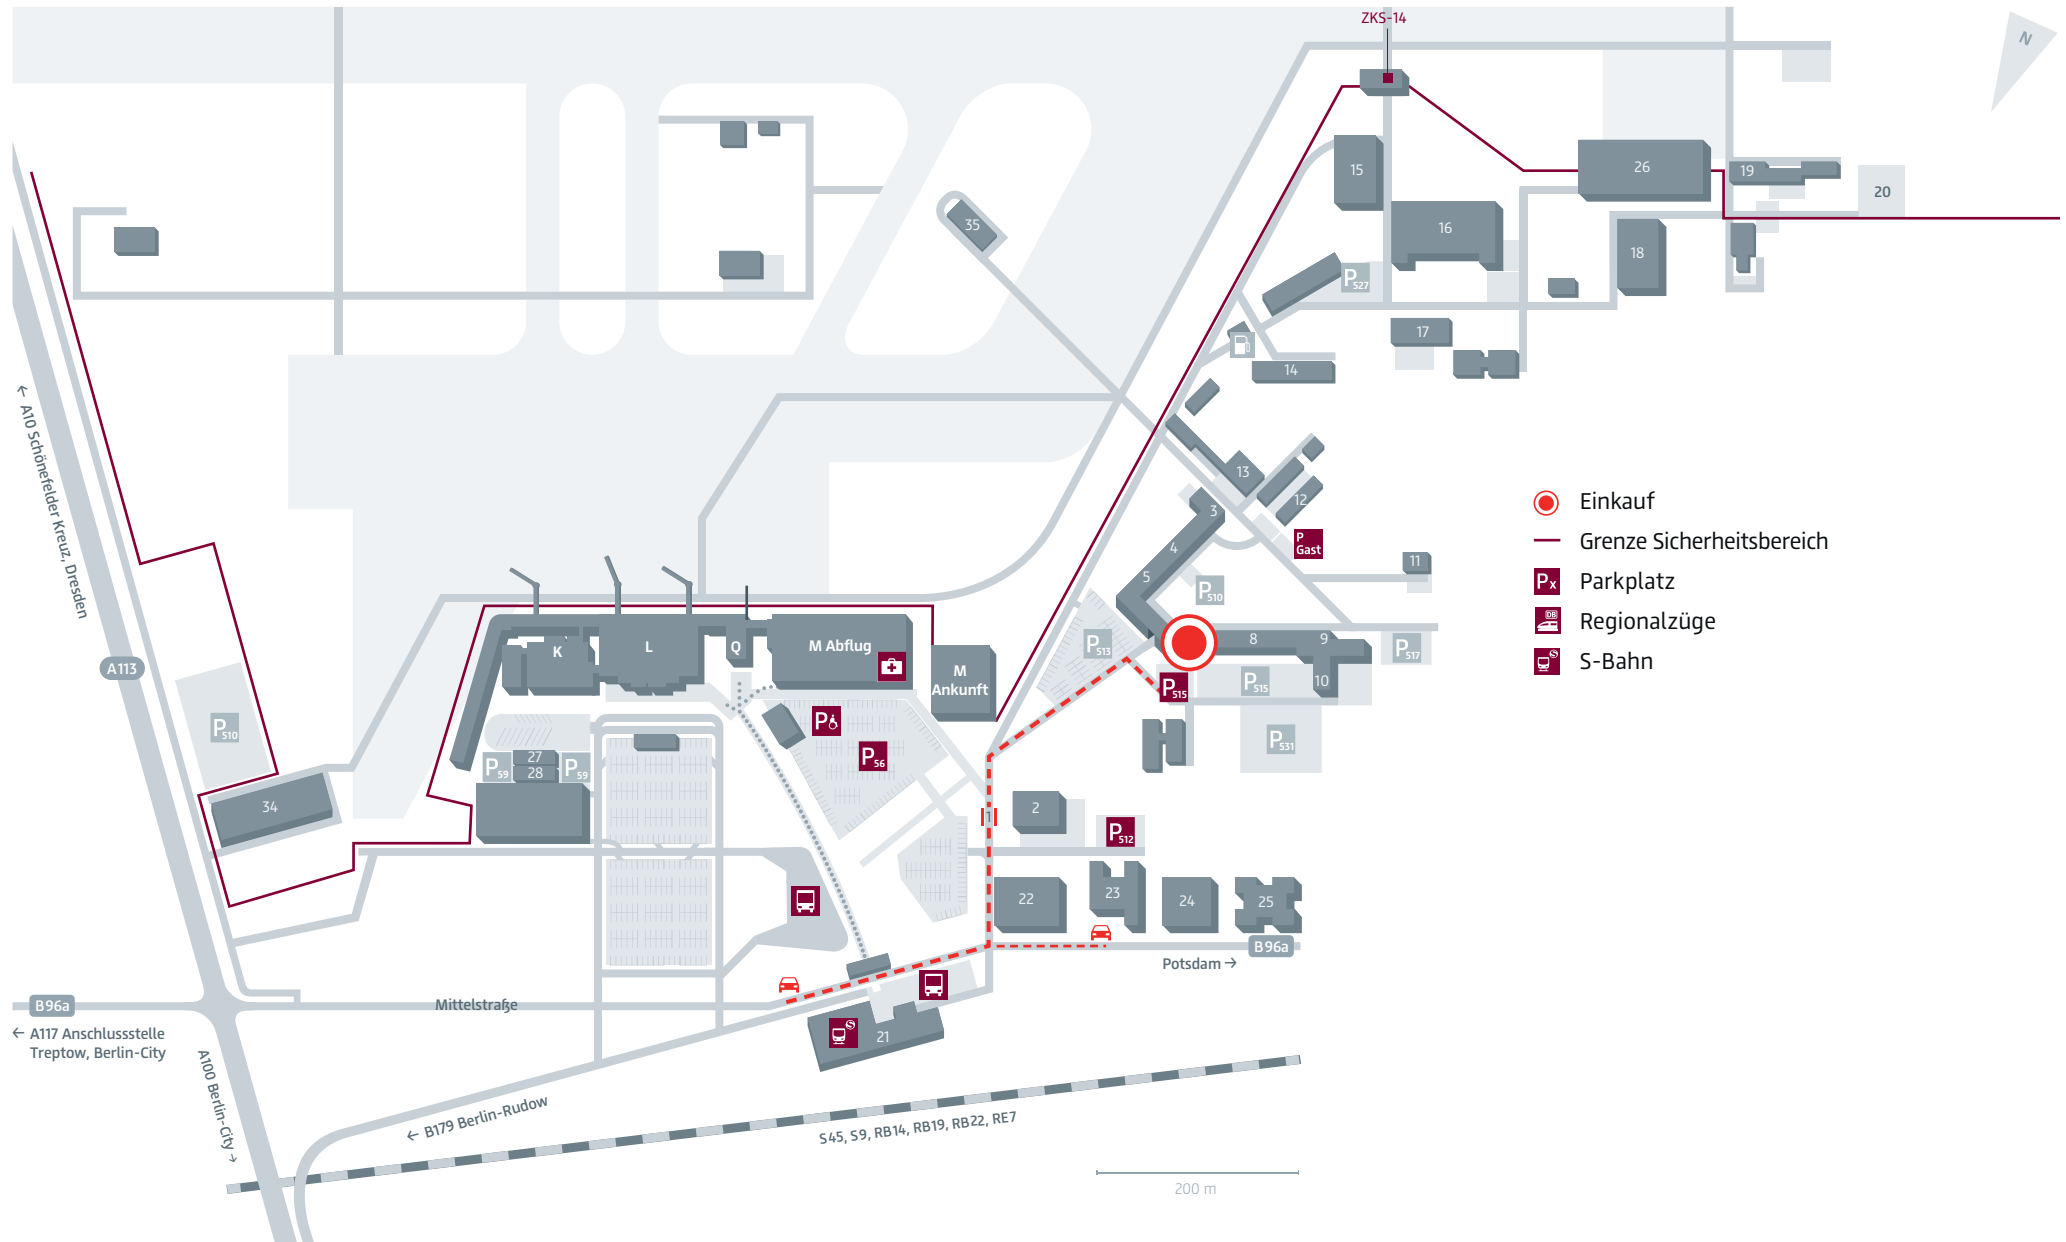 ZKS-14
N
15
26
19
20
16
18
35
P527
17
14
13
12
3
4
5
P Gast
11
P510
P513
8
9
10
P517
P515
P515
P531
← A10 Schönefelder Kreuz, Dresden
A113
P510
34
K
L
Q
M Abflug
M
Ankunft
P
P56
P59
27
28
P59
1
2
P512
22
23
24
25
B96a
Potsdam →
B96a
Mittelstraße
← A117 Anschlussstelle
Treptow, Berlin-City
A100 Berlin-City →
S
21
← B179 Berlin-Rudow
S45, S9, RB14, RB19, RB22, RE7
200 m
Einkauf
Grenze Sicherheitsbereich
Px Parkplatz
DB Regionalzüge
S S-Bahn